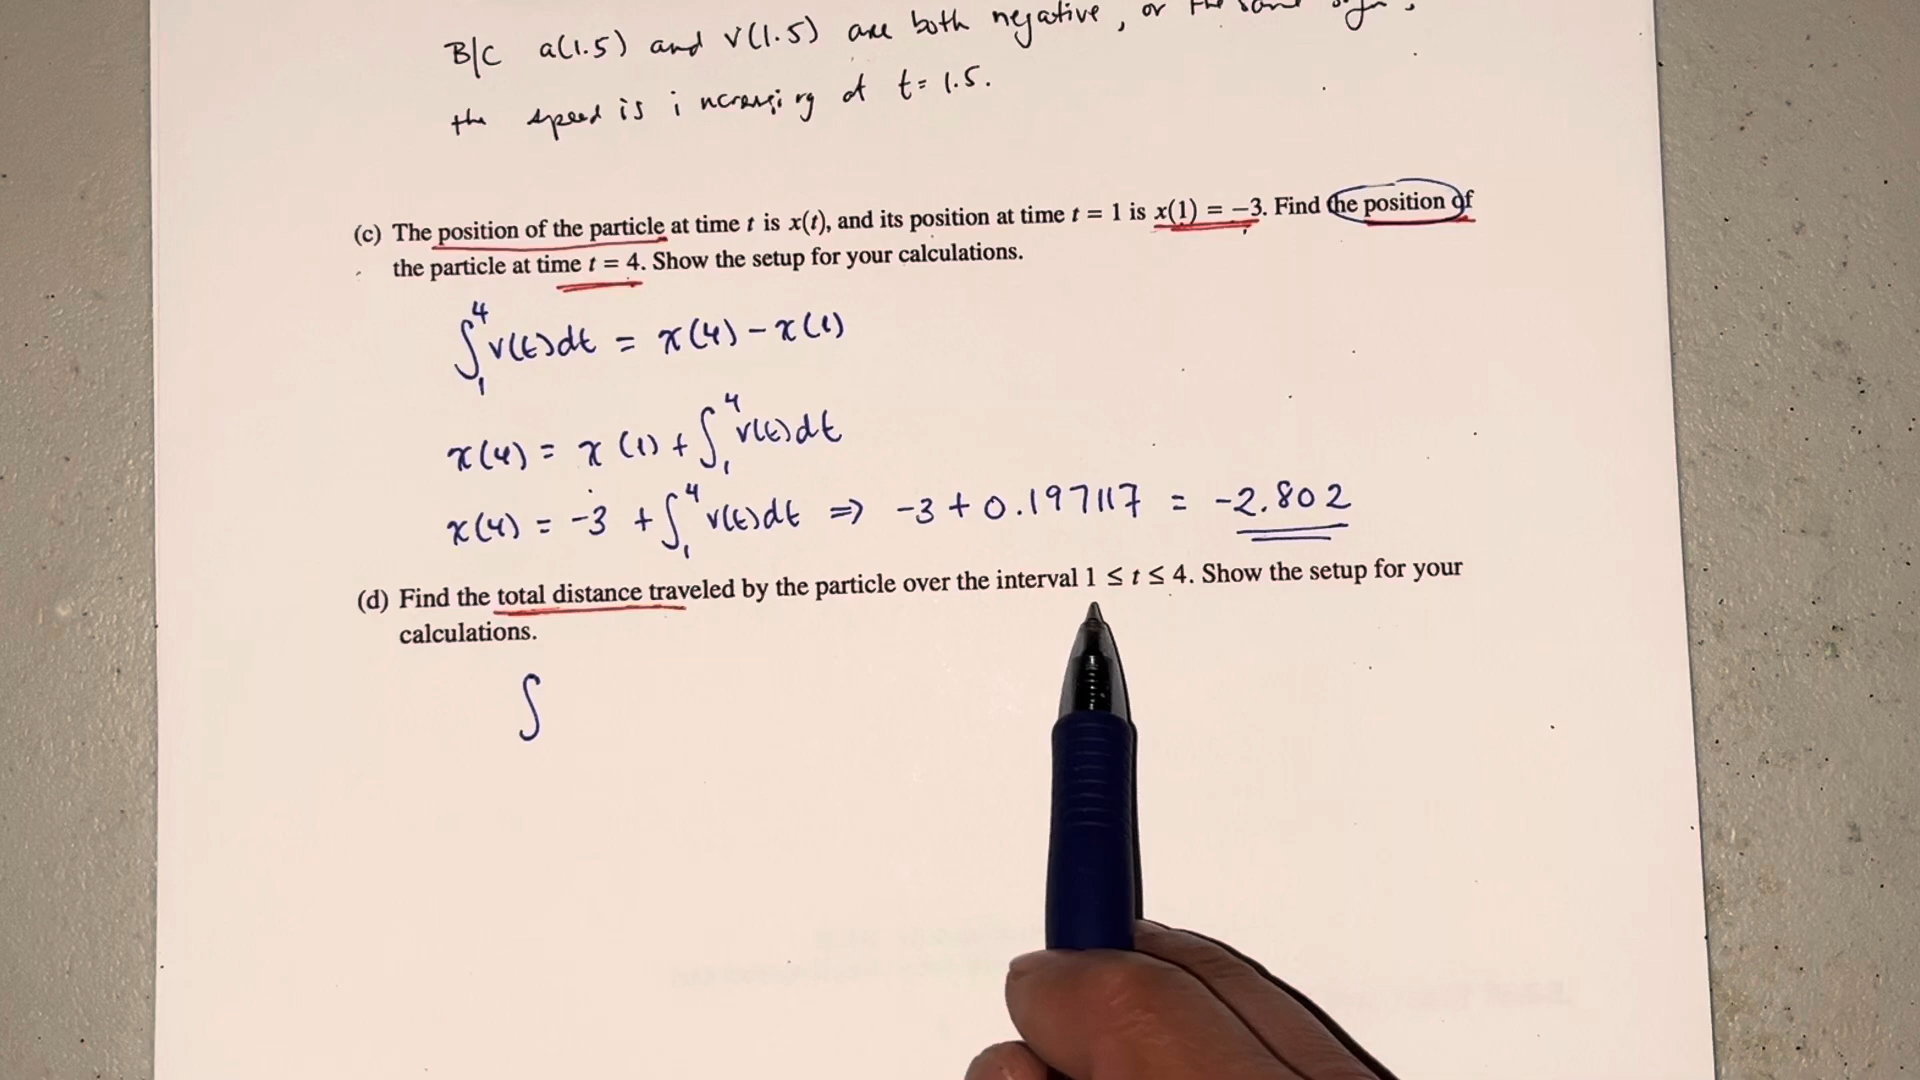 B/C a(1.5) and v(1.5) are both negative, or the same sign,
the speed is increasing at t=1.5.
(c) The position of the particle at time t is x(t), and its position at time t = 1 is x(1) = −3. Find the position of
the particle at time t = 4. Show the setup for your calculations.
∫₁⁴ v(t)dt = x(4) − x(1)
x(4) = x(1) + ∫₁⁴ v(t)dt
x(4) = -3 + ∫₁⁴ v(t)dt ⇒ -3 + 0.197117 = -2.802
(d) Find the total distance traveled by the particle over the interval 1 ≤ t ≤ 4. Show the setup for your
calculations.
∫